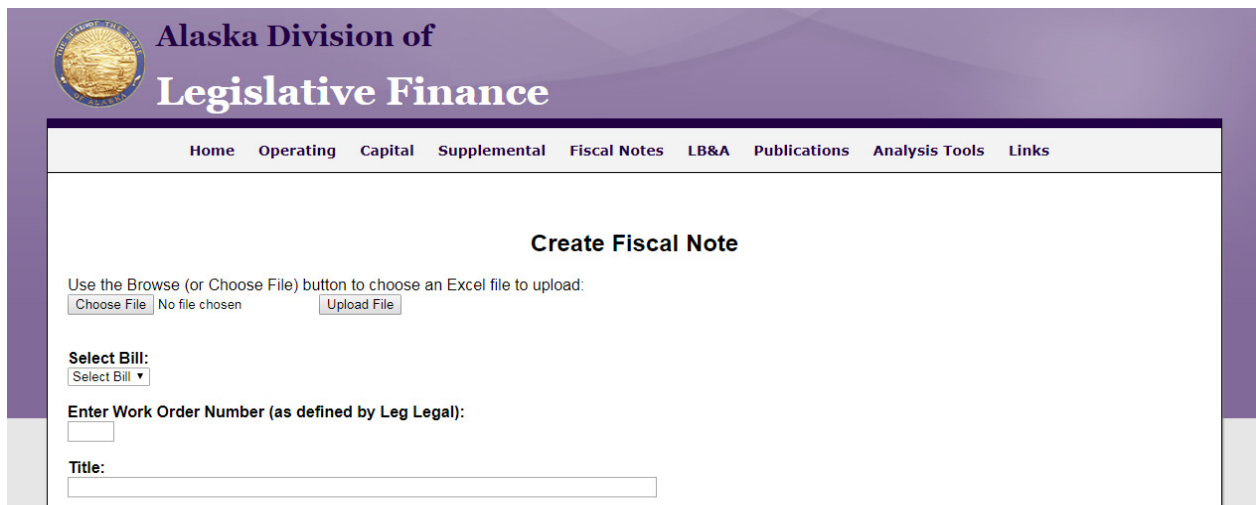 Alaska Division of
Legislative Finance
Home Operating Capital Supplemental Fiscal Notes LB&A Publications Analysis Tools Links
Create Fiscal Note
Use the Browse (or Choose File) button to choose an Excel file to upload:
Choose File No file chosen Upload File
Select Bill:
Select Bill
Enter Work Order Number (as defined by Leg Legal):
Title: